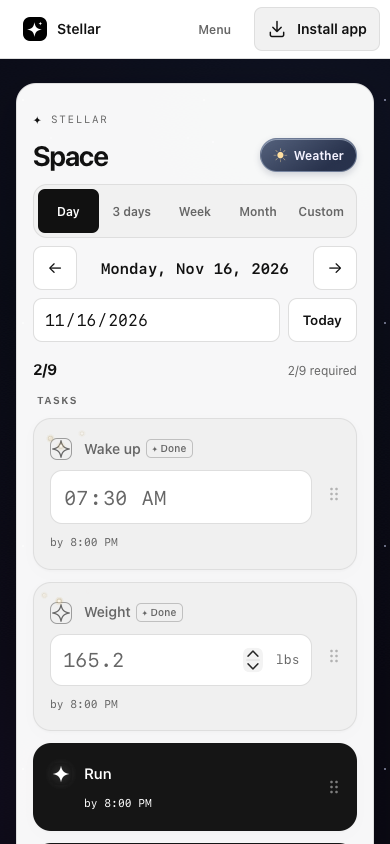 Stellar
Menu
Install app
STELLAR
Space
Weather
Day 3 days Week Month Custom
Monday, Nov 16, 2026
11/16/2026
Today
2/9
2/9 required
TASKS
Wake up
Done
07:30 AM
by 8:00 PM
Weight
Done
165.2
lbs
by 8:00 PM
Run
by 8:00 PM